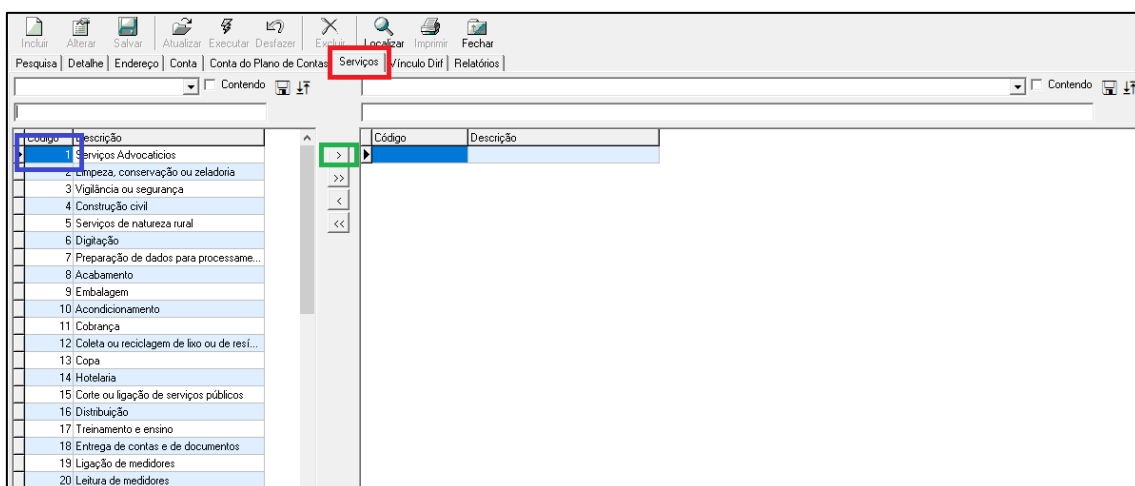 Incluir Alterar Salvar Atualizar Executar Desfazer Excluir Localizar Imprimir Fechar
Pesquisa Detalhe Endereço Conta Conta do Plano de Contas Serviços Vínculo Dirf Relatórios
Contendo Contendo
Código Descrição Código Descrição
1 Serviços Advocaticios >
2 Limpeza, conservação ou zeladoria >>
3 Vigilância ou segurança
4 Construção civil <
5 Serviços de natureza rural <<
6 Digitação
7 Preparação de dados para processame...
8 Acabamento
9 Embalagem
10 Acondicionamento
11 Cobrança
12 Coleta ou reciclagem de lixo ou de resí...
13 Copa
14 Hotelaria
15 Corte ou ligação de serviços públicos
16 Distribuição
17 Treinamento e ensino
18 Entrega de contas e de documentos
19 Ligação de medidores
20 Leitura de medidores